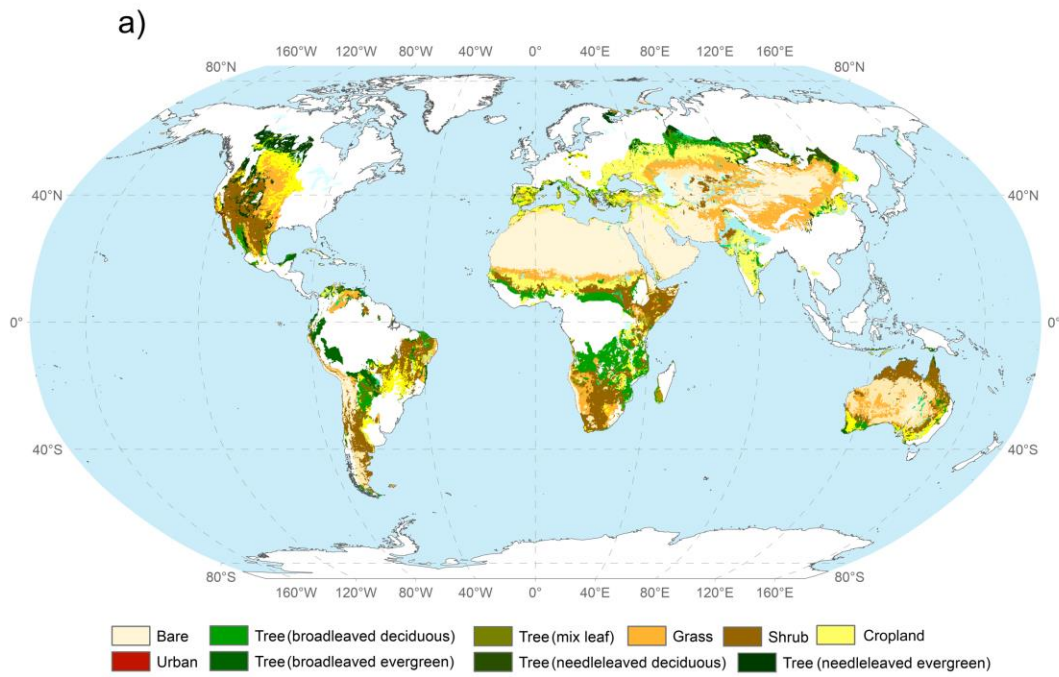 a)
160°W 120°W 80°W 40°W 0° 40°E 80°E 120°E 160°E
80°N 80°N
40°N 40°N
0° 0°
40°S 40°S
80°S 80°S
160°W 120°W 80°W 40°W 0° 40°E 80°E 120°E 160°E
Bare Tree (broadleaved deciduous) Tree (mix leaf) Grass Shrub Cropland
Urban Tree (broadleaved evergreen) Tree (needleleaved deciduous) Tree (needleleaved evergreen)